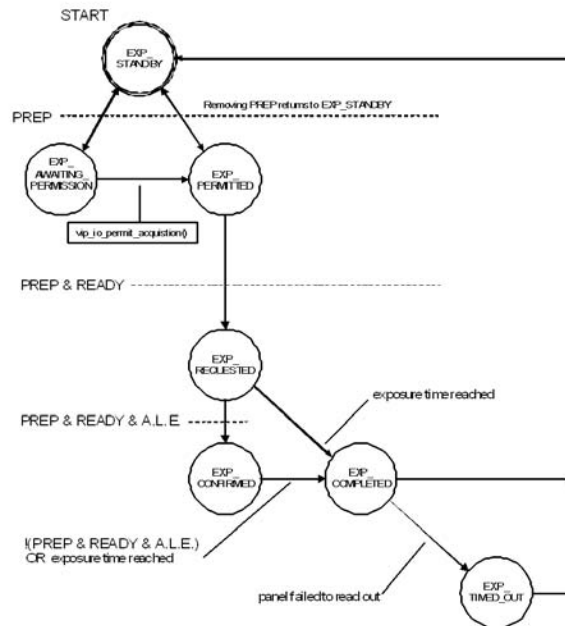 START
EXP_
STANDBY
Removing PREP returns to EXP_STANDBY
PREP
EXP_
AWAITING_
PERMISSION
EXP_
PERMITTED
vip_io_permit_acquistion()
PREP & READY
EXP_
REQUESTED
exposure time reached
PREP & READY & A.L.E.
EXP_
CONFIRMED
EXP_
COMPLETED
!(PREP & READY & A.L.E.)
OR exposure time reached
panel failed to read out
EXP_
TIMED_OUT